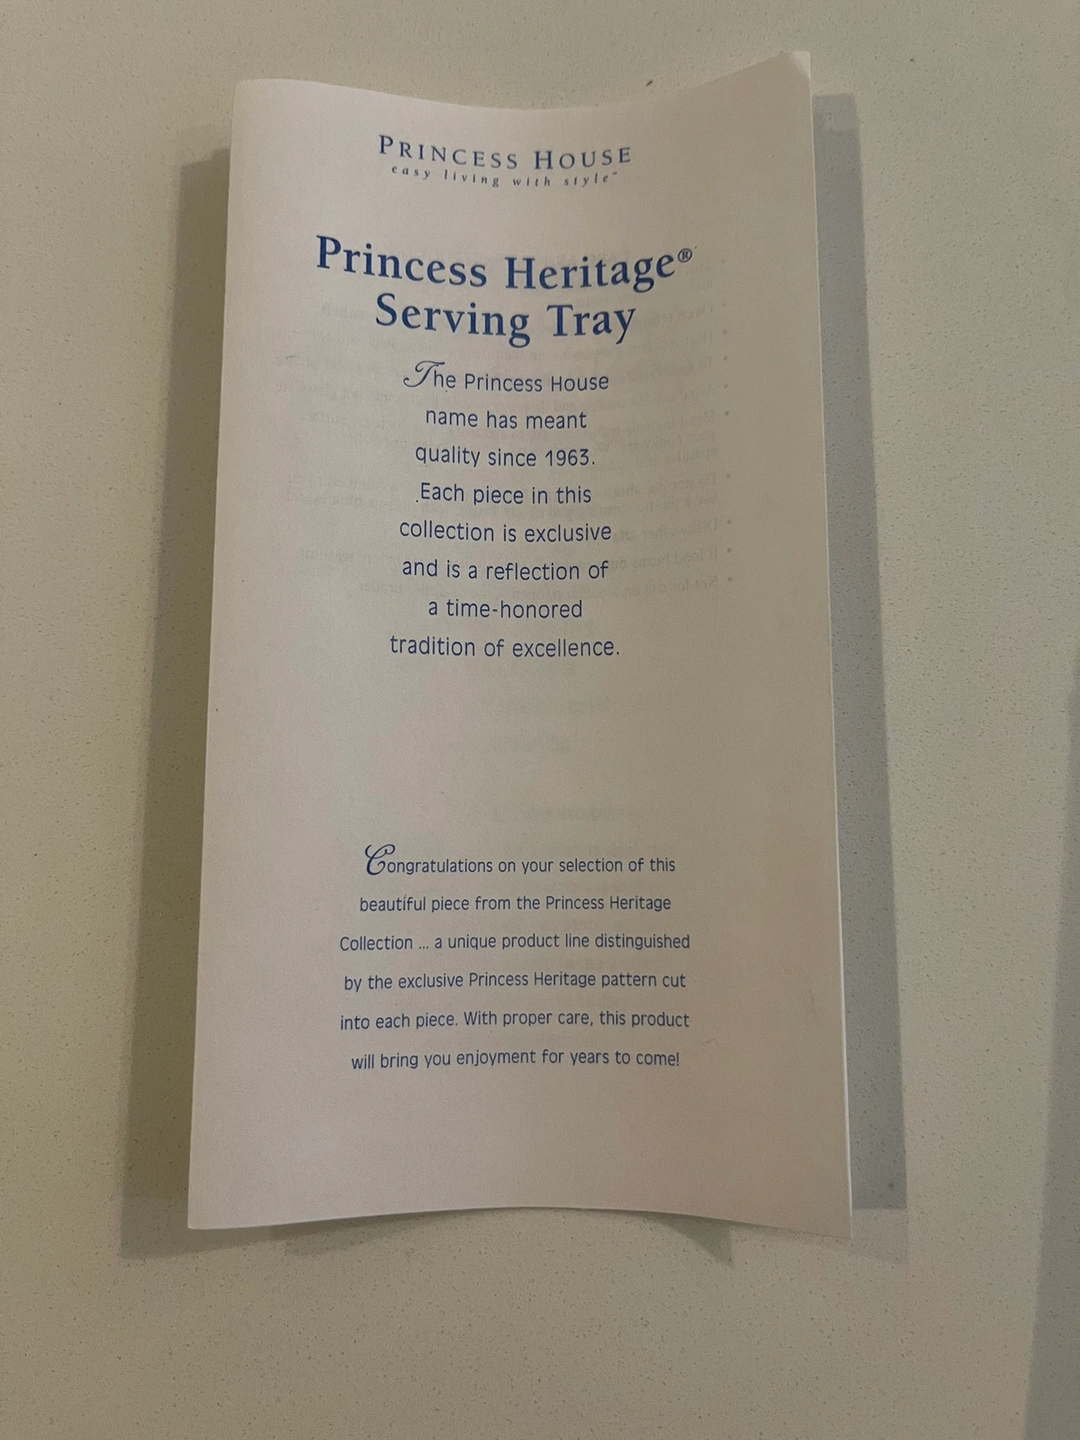 PRINCESS HOUSE
easy living with style™
Princess Heritage®
Serving Tray
The Princess House
name has meant
quality since 1963.
Each piece in this
collection is exclusive
and is a reflection of
a time-honored
tradition of excellence.
Congratulations on your selection of this
beautiful piece from the Princess Heritage
Collection ... a unique product line distinguished
by the exclusive Princess Heritage pattern cut
into each piece. With proper care, this product
will bring you enjoyment for years to come!